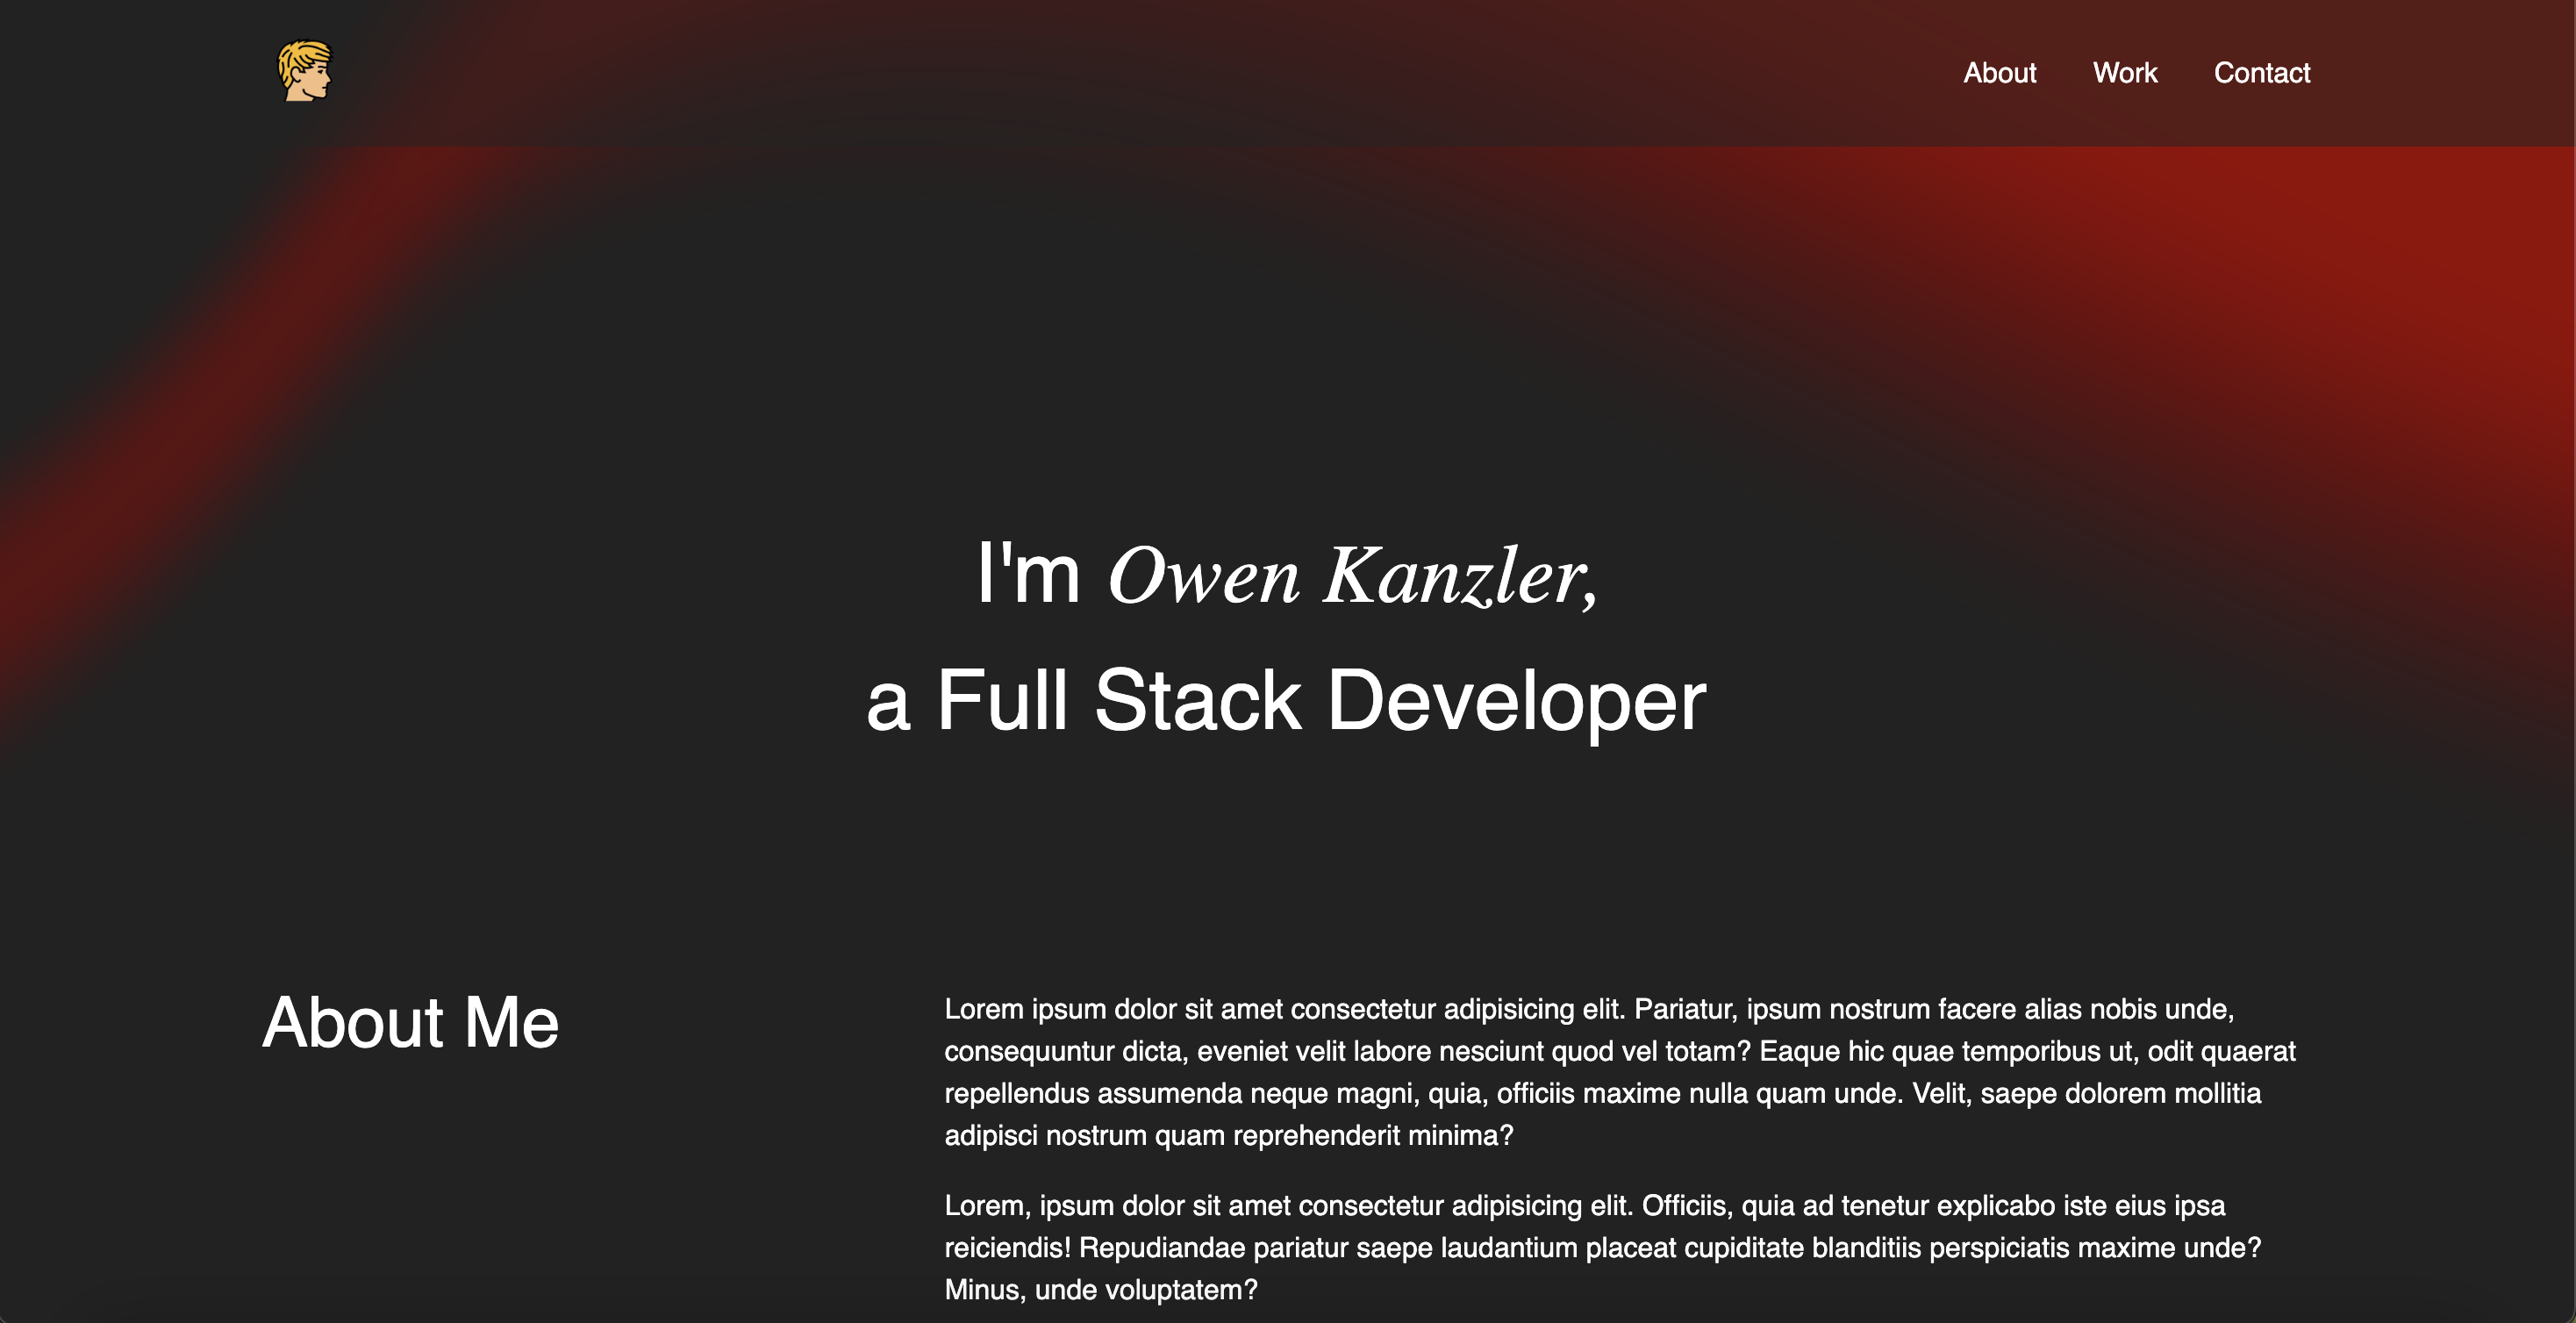 About Work Contact
I'm Owen Kanzler,
a Full Stack Developer
About Me
Lorem ipsum dolor sit amet consectetur adipisicing elit. Pariatur, ipsum nostrum facere alias nobis unde,
consequuntur dicta, eveniet velit labore nesciunt quod vel totam? Eaque hic quae temporibus ut, odit quaerat
repellendus assumenda neque magni, quia, officiis maxime nulla quam unde. Velit, saepe dolorem mollitia
adipisci nostrum quam reprehenderit minima?
Lorem, ipsum dolor sit amet consectetur adipisicing elit. Officiis, quia ad tenetur explicabo iste eius ipsa
reiciendis! Repudiandae pariatur saepe laudantium placeat cupiditate blanditiis perspiciatis maxime unde?
Minus, unde voluptatem?